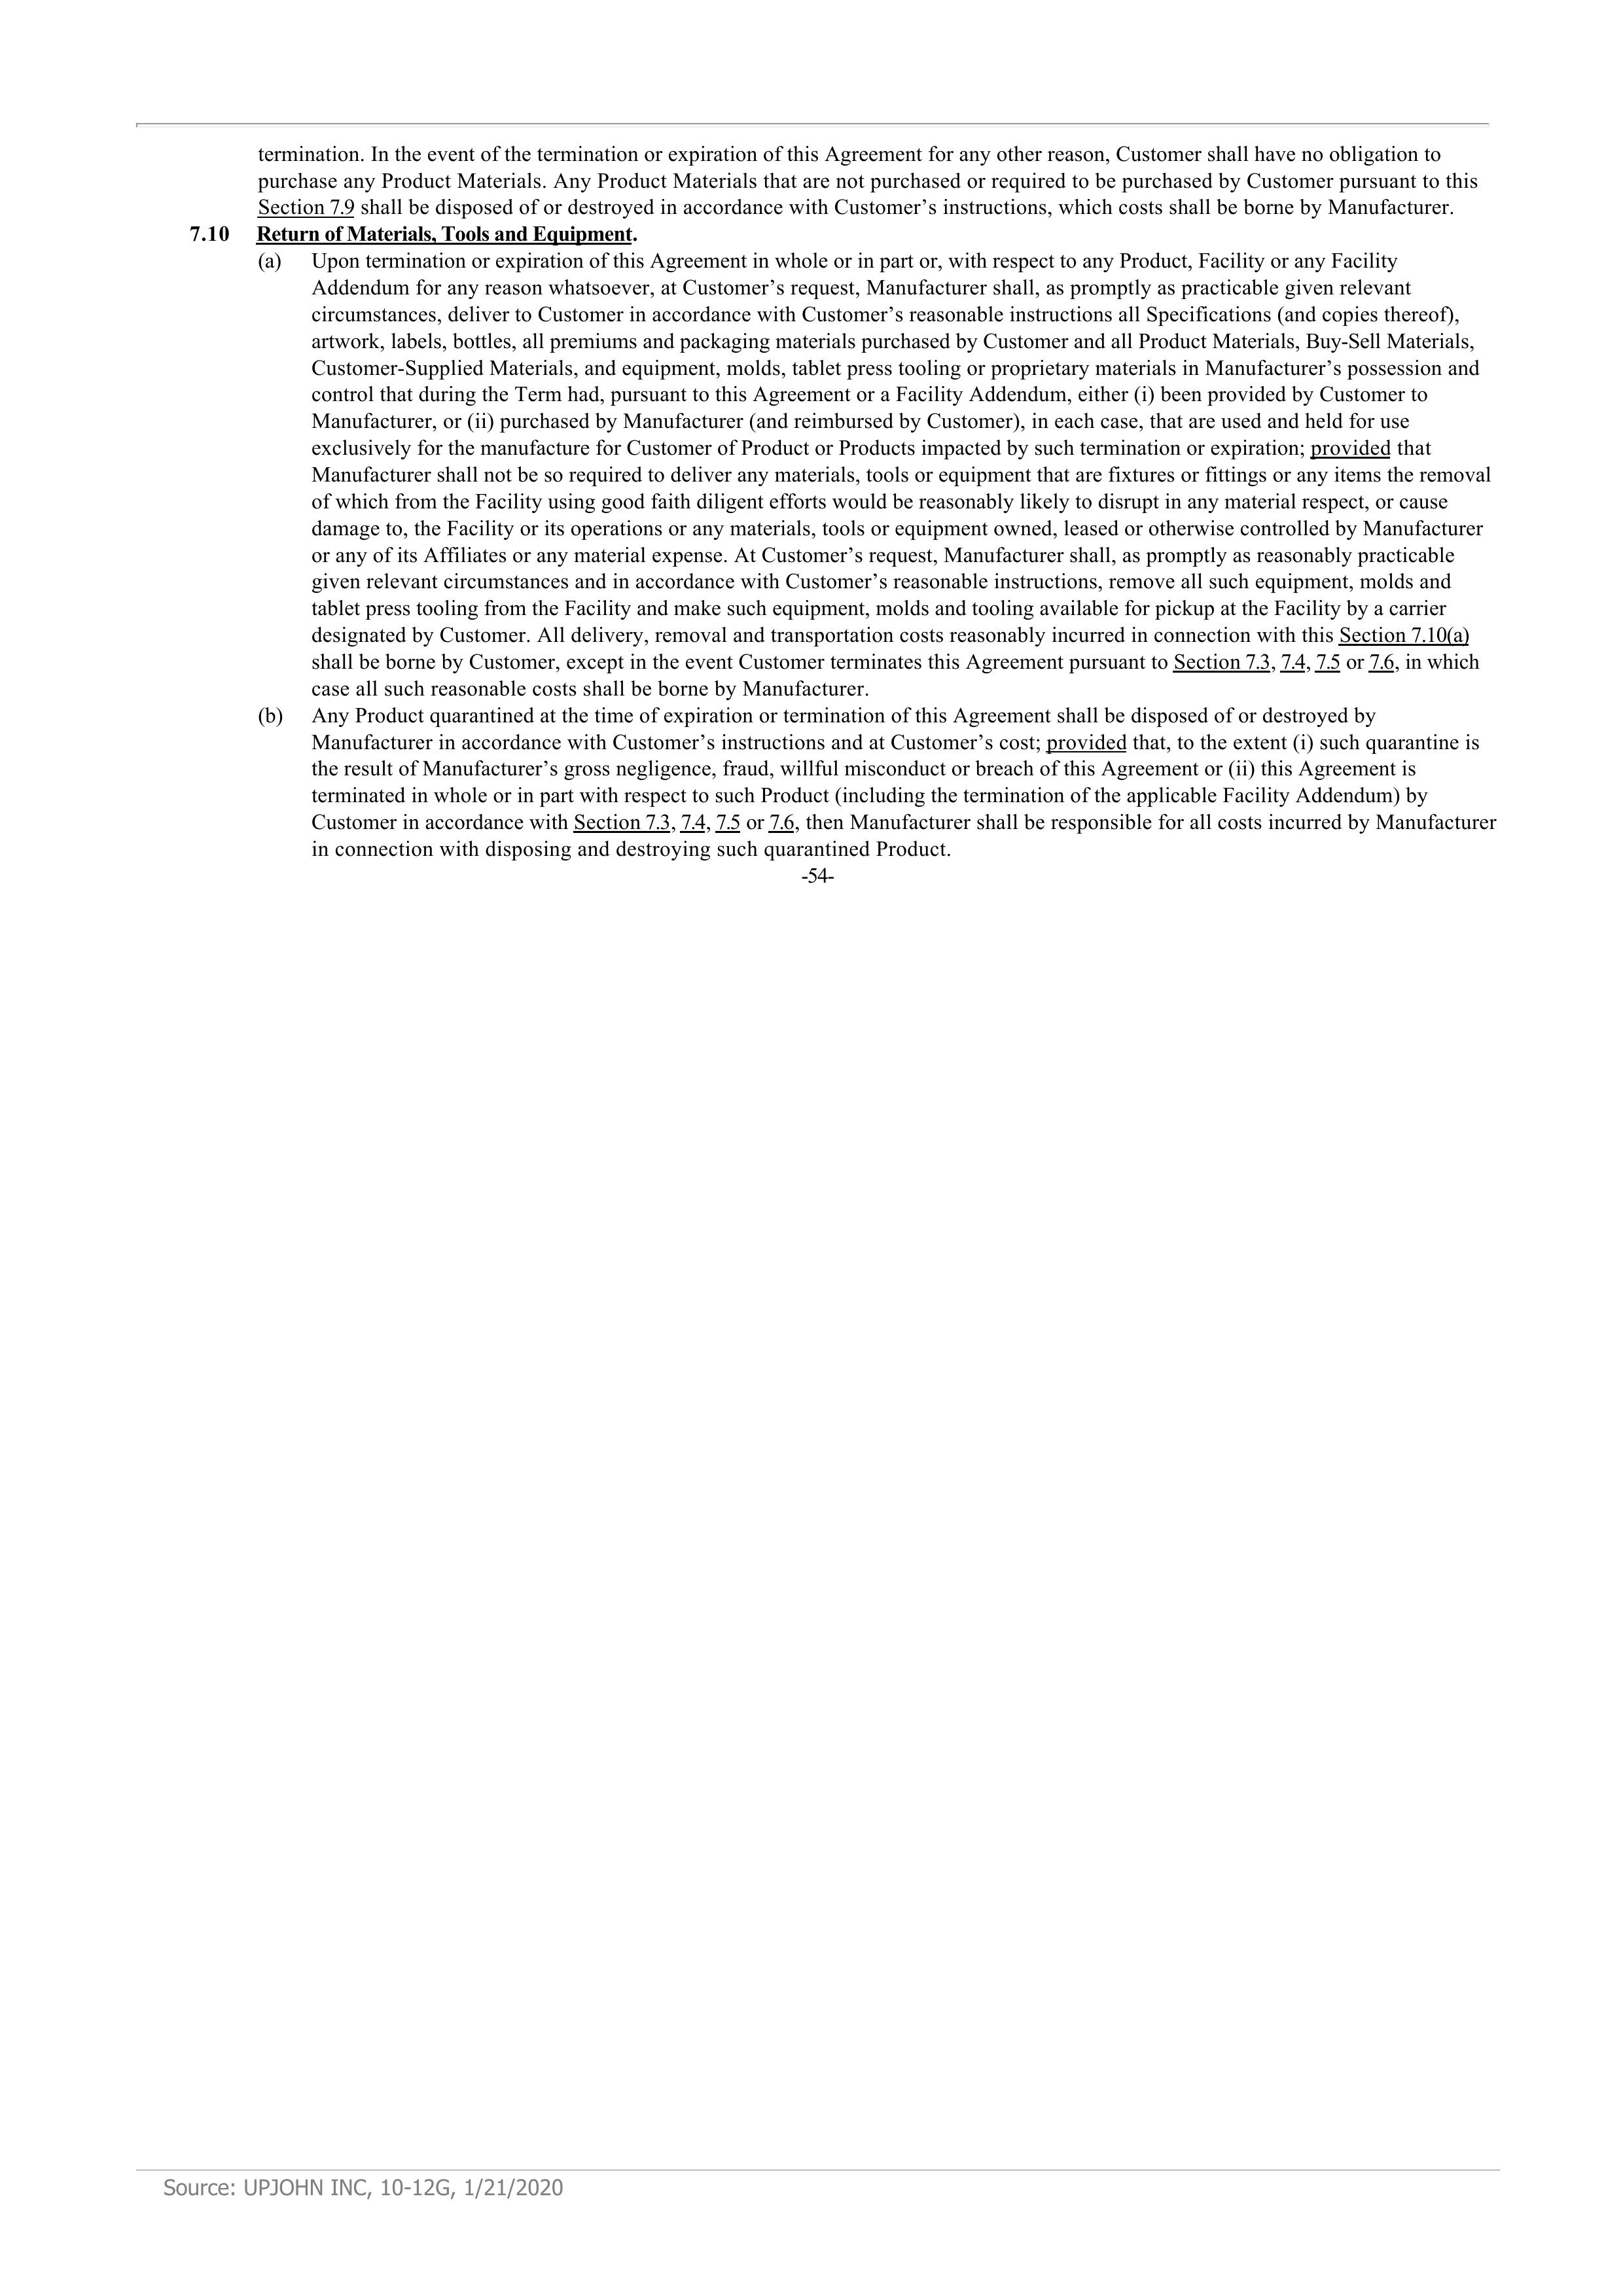 termination. In the event of the termination or expiration of this Agreement for any other reason, Customer shall have no obligation to
purchase any Product Materials. Any Product Materials that are not purchased or required to be purchased by Customer pursuant to this
Section 7.9 shall be disposed of or destroyed in accordance with Customer’s instructions, which costs shall be borne by Manufacturer.
7.10 Return of Materials, Tools and Equipment.
(a) Upon termination or expiration of this Agreement in whole or in part or, with respect to any Product, Facility or any Facility
Addendum for any reason whatsoever, at Customer’s request, Manufacturer shall, as promptly as practicable given relevant
circumstances, deliver to Customer in accordance with Customer’s reasonable instructions all Specifications (and copies thereof),
artwork, labels, bottles, all premiums and packaging materials purchased by Customer and all Product Materials, Buy-Sell Materials,
Customer-Supplied Materials, and equipment, molds, tablet press tooling or proprietary materials in Manufacturer’s possession and
control that during the Term had, pursuant to this Agreement or a Facility Addendum, either (i) been provided by Customer to
Manufacturer, or (ii) purchased by Manufacturer (and reimbursed by Customer), in each case, that are used and held for use
exclusively for the manufacture for Customer of Product or Products impacted by such termination or expiration; provided that
Manufacturer shall not be so required to deliver any materials, tools or equipment that are fixtures or fittings or any items the removal
of which from the Facility using good faith diligent efforts would be reasonably likely to disrupt in any material respect, or cause
damage to, the Facility or its operations or any materials, tools or equipment owned, leased or otherwise controlled by Manufacturer
or any of its Affiliates or any material expense. At Customer’s request, Manufacturer shall, as promptly as reasonably practicable
given relevant circumstances and in accordance with Customer’s reasonable instructions, remove all such equipment, molds and
tablet press tooling from the Facility and make such equipment, molds and tooling available for pickup at the Facility by a carrier
designated by Customer. All delivery, removal and transportation costs reasonably incurred in connection with this Section 7.10(a)
shall be borne by Customer, except in the event Customer terminates this Agreement pursuant to Section 7.3, 7.4, 7.5 or 7.6, in which
case all such reasonable costs shall be borne by Manufacturer.
(b) Any Product quarantined at the time of expiration or termination of this Agreement shall be disposed of or destroyed by
Manufacturer in accordance with Customer’s instructions and at Customer’s cost; provided that, to the extent (i) such quarantine is
the result of Manufacturer’s gross negligence, fraud, willful misconduct or breach of this Agreement or (ii) this Agreement is
terminated in whole or in part with respect to such Product (including the termination of the applicable Facility Addendum) by
Customer in accordance with Section 7.3, 7.4, 7.5 or 7.6, then Manufacturer shall be responsible for all costs incurred by Manufacturer
in connection with disposing and destroying such quarantined Product.
-54-
Source: UPJOHN INC, 10-12G, 1/21/2020